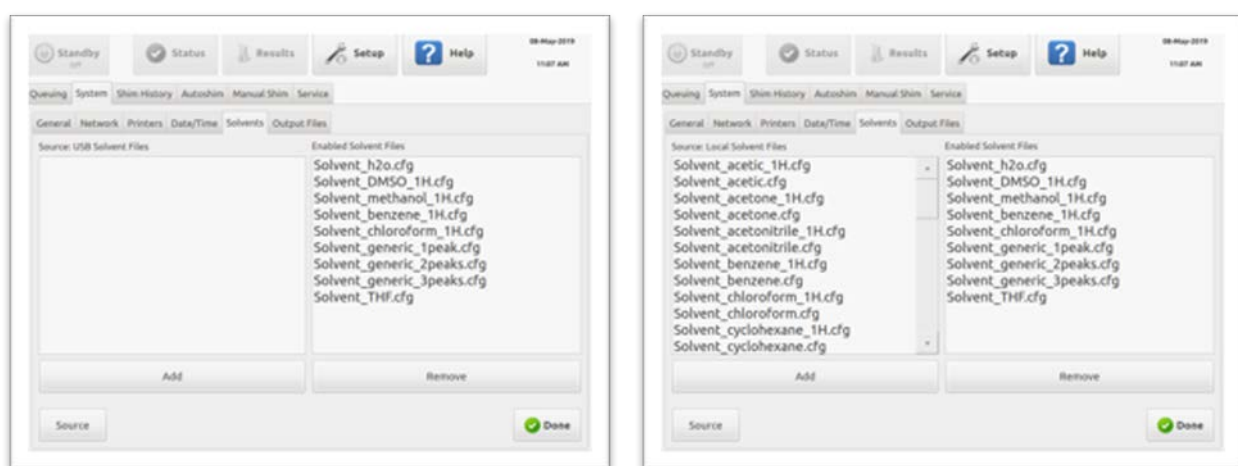 Standby
Off
Status
Results
Setup
Help
08-May-2019
11:07 AM
Queuing System Shim History Autoshim Manual Shim Service
General Network Printers Date/Time Solvents Output Files
Source: USB Solvent Files
Enabled Solvent Files
Solvent_h2o.cfg
Solvent_DMSO_1H.cfg
Solvent_methanol_1H.cfg
Solvent_benzene_1H.cfg
Solvent_chloroform_1H.cfg
Solvent_generic_1peak.cfg
Solvent_generic_2peaks.cfg
Solvent_generic_3peaks.cfg
Solvent_THF.cfg
Add
Remove
Source
Done
Standby
Off
Status
Results
Setup
Help
08-May-2019
11:07 AM
Queuing System Shim History Autoshim Manual Shim Service
General Network Printers Date/Time Solvents Output Files
Source: Local Solvent Files
Solvent_acetic_1H.cfg
Solvent_acetic.cfg
Solvent_acetone_1H.cfg
Solvent_acetone.cfg
Solvent_acetonitrile_1H.cfg
Solvent_acetonitrile.cfg
Solvent_benzene_1H.cfg
Solvent_benzene.cfg
Solvent_chloroform_1H.cfg
Solvent_chloroform.cfg
Solvent_cyclohexane_1H.cfg
Solvent_cyclohexane.cfg
Enabled Solvent Files
Solvent_h2o.cfg
Solvent_DMSO_1H.cfg
Solvent_methanol_1H.cfg
Solvent_benzene_1H.cfg
Solvent_chloroform_1H.cfg
Solvent_generic_1peak.cfg
Solvent_generic_2peaks.cfg
Solvent_generic_3peaks.cfg
Solvent_THF.cfg
Add
Remove
Source
Done